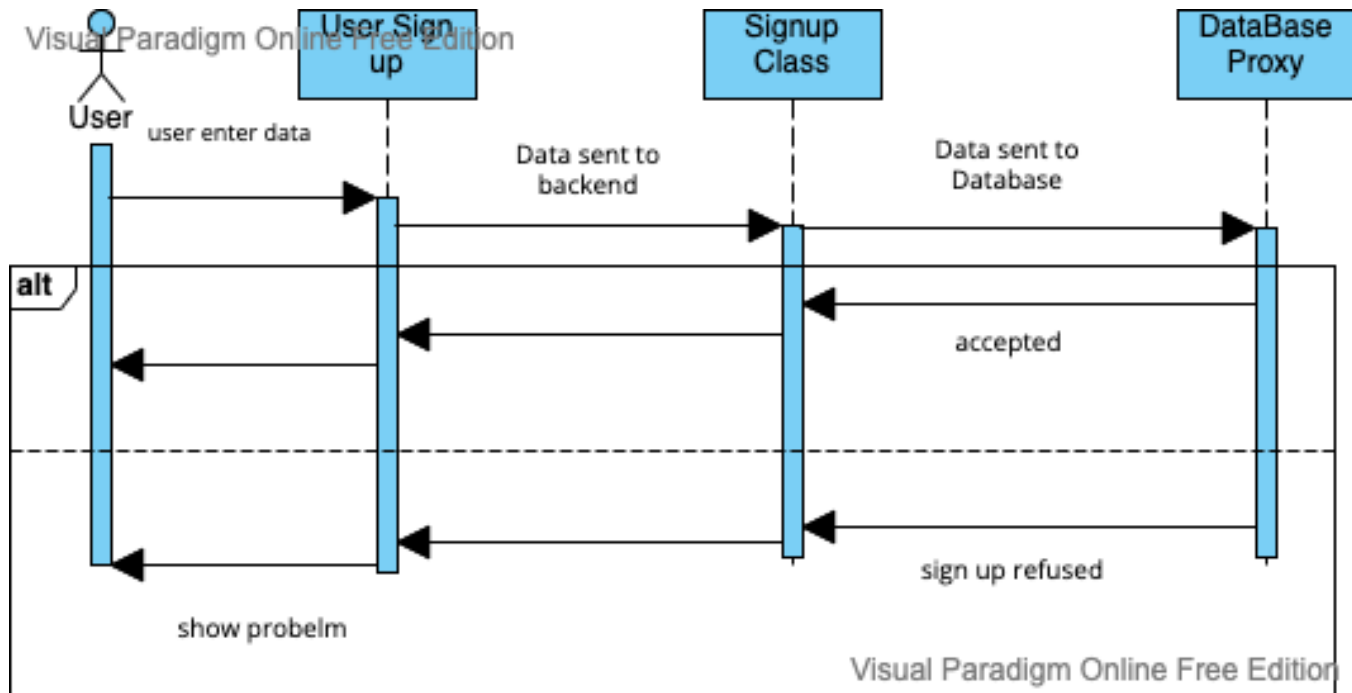 Visual Paradigm Online Free Edition
User Sign
up
Signup
Class
DataBase
Proxy
User
user enter data
Data sent to
backend
Data sent to
Database
alt
accepted
sign up refused
show probelm
Visual Paradigm Online Free Edition